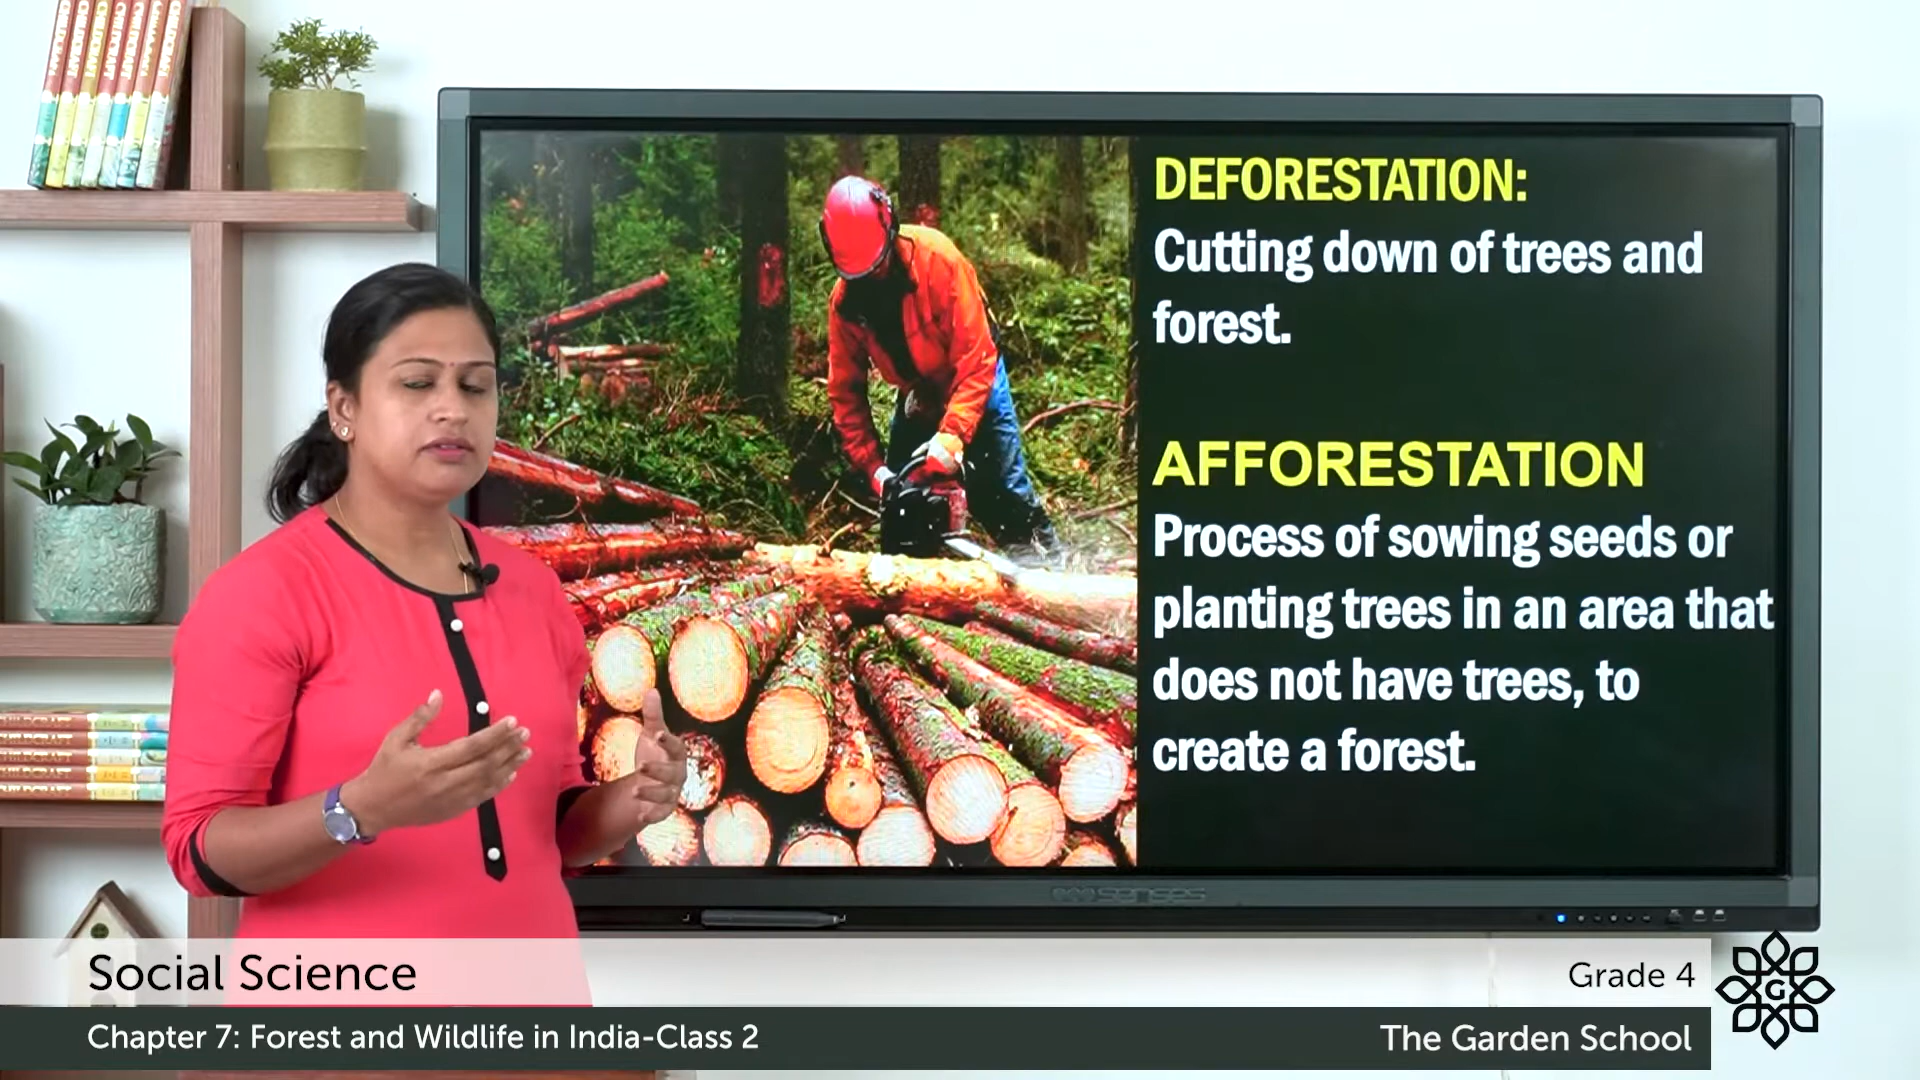 DEFORESTATION:
Cutting down of trees and
forest.
AFFORESTATION
Process of sowing seeds or
planting trees in an area that
does not have trees, to
create a forest.
Social Science
Grade 4
Chapter 7: Forest and Wildlife in India-Class 2
The Garden School
G